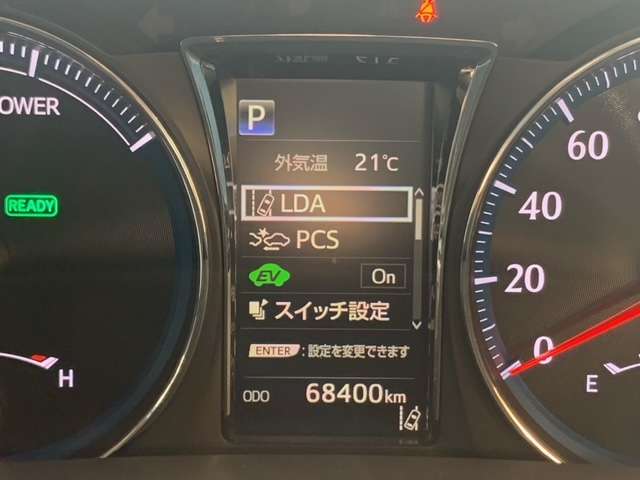 OWER
READY
H
P
外気温 21℃
LDA
PCS
EV On
スイッチ設定
ENTER :設定を変更できます
ODO 68400km
60
40
20
0
E